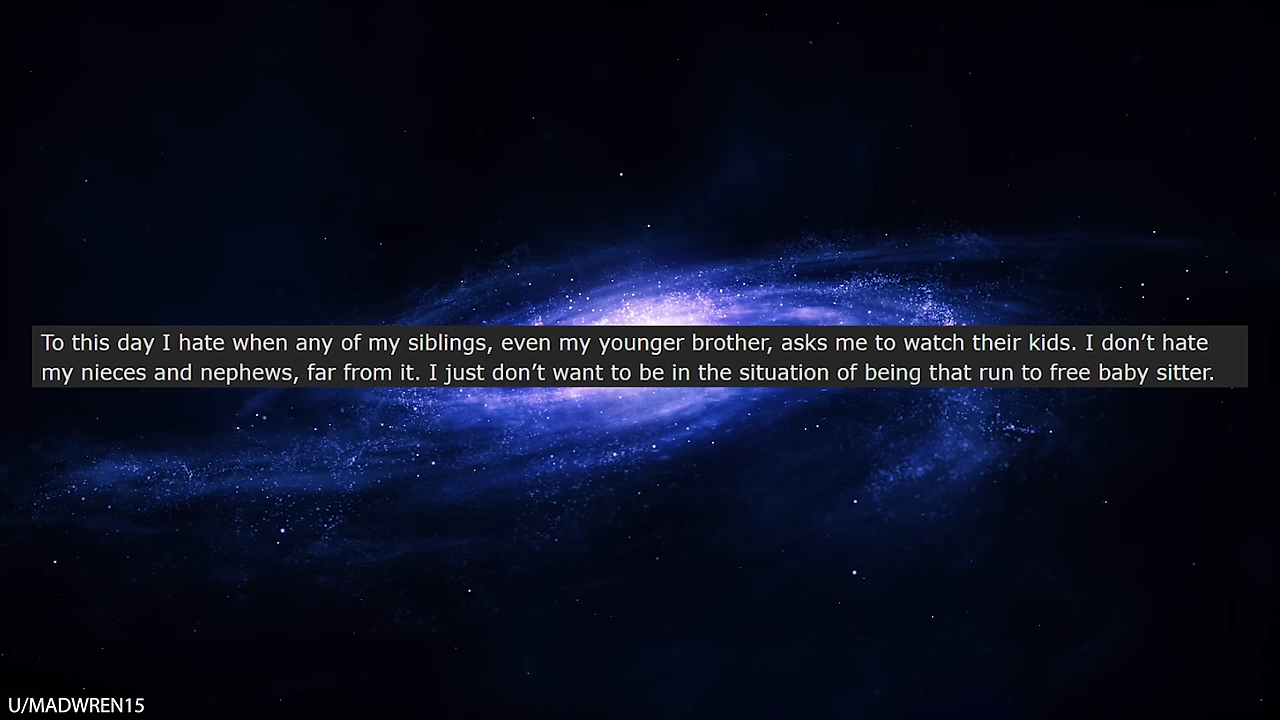 To this day I hate when any of my siblings, even my younger brother, asks me to watch their kids. I don’t hate
my nieces and nephews, far from it. I just don’t want to be in the situation of being that run to free baby sitter.
U/MADWREN15